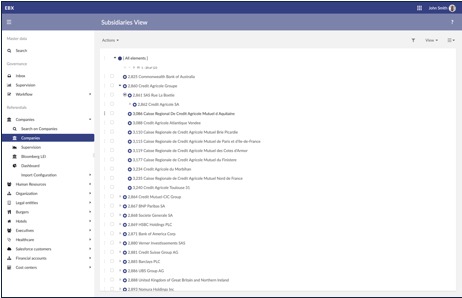 EBX
John Smith
Subsidiaries View
Master data
Search
Governance
Inbox
Supervision
Workflow
Referentials
Companies
Search on Companies
Companies
Supervision
Bloomberg LEI
Dashboard
Import Configuration
Human Resources
Organization
Legal entities
Burgers
Hotels
Executives
Healthcare
Salesforce customers
Financial accounts
Cost centers
Actions
View
[ All elements ]
2,825 Commonwealth Bank of Australia
2,860 Credit Agricole Groupe
2,861 SAS Rue La Boetie
2,862 Credit Agricole SA
3,086 Caisse Regional De Credit Agricole Mutuel d Aquitaine
3,088 Credit Agricole Atlantique Vendee
3,110 Caisse Regionale de Credit Agricole Mutuel Brie Picardie
3,115 Caisse Regionale de Credit Agricole Mutuel de Paris et d'Ile-de-France
3,119 Caisse Regionale de Credit Agricole Mutuel des Cotes d'Armor
3,177 Caisse Regionale de Credit Agricole Mutuel du Finistere
3,234 Credit Agricole du Morbihan
3,235 Caisse Regionale de Credit Agricole Mutuel Nord de France
3,240 Credit Agricole Toulouse 31
2,864 Credit Mutuel-CIC Group
2,867 BNP Paribas SA
2,868 Societe Generale SA
2,869 HSBC Holdings PLC
2,871 Bank of America Corp
2,880 Verner Investissements SAS
2,881 Credit Suisse Group AG
2,885 Barclays PLC
2,886 UBS Group AG
2,888 United Kingdom of Great Britain and Northern Ireland
2,893 Nomura Holdings Inc